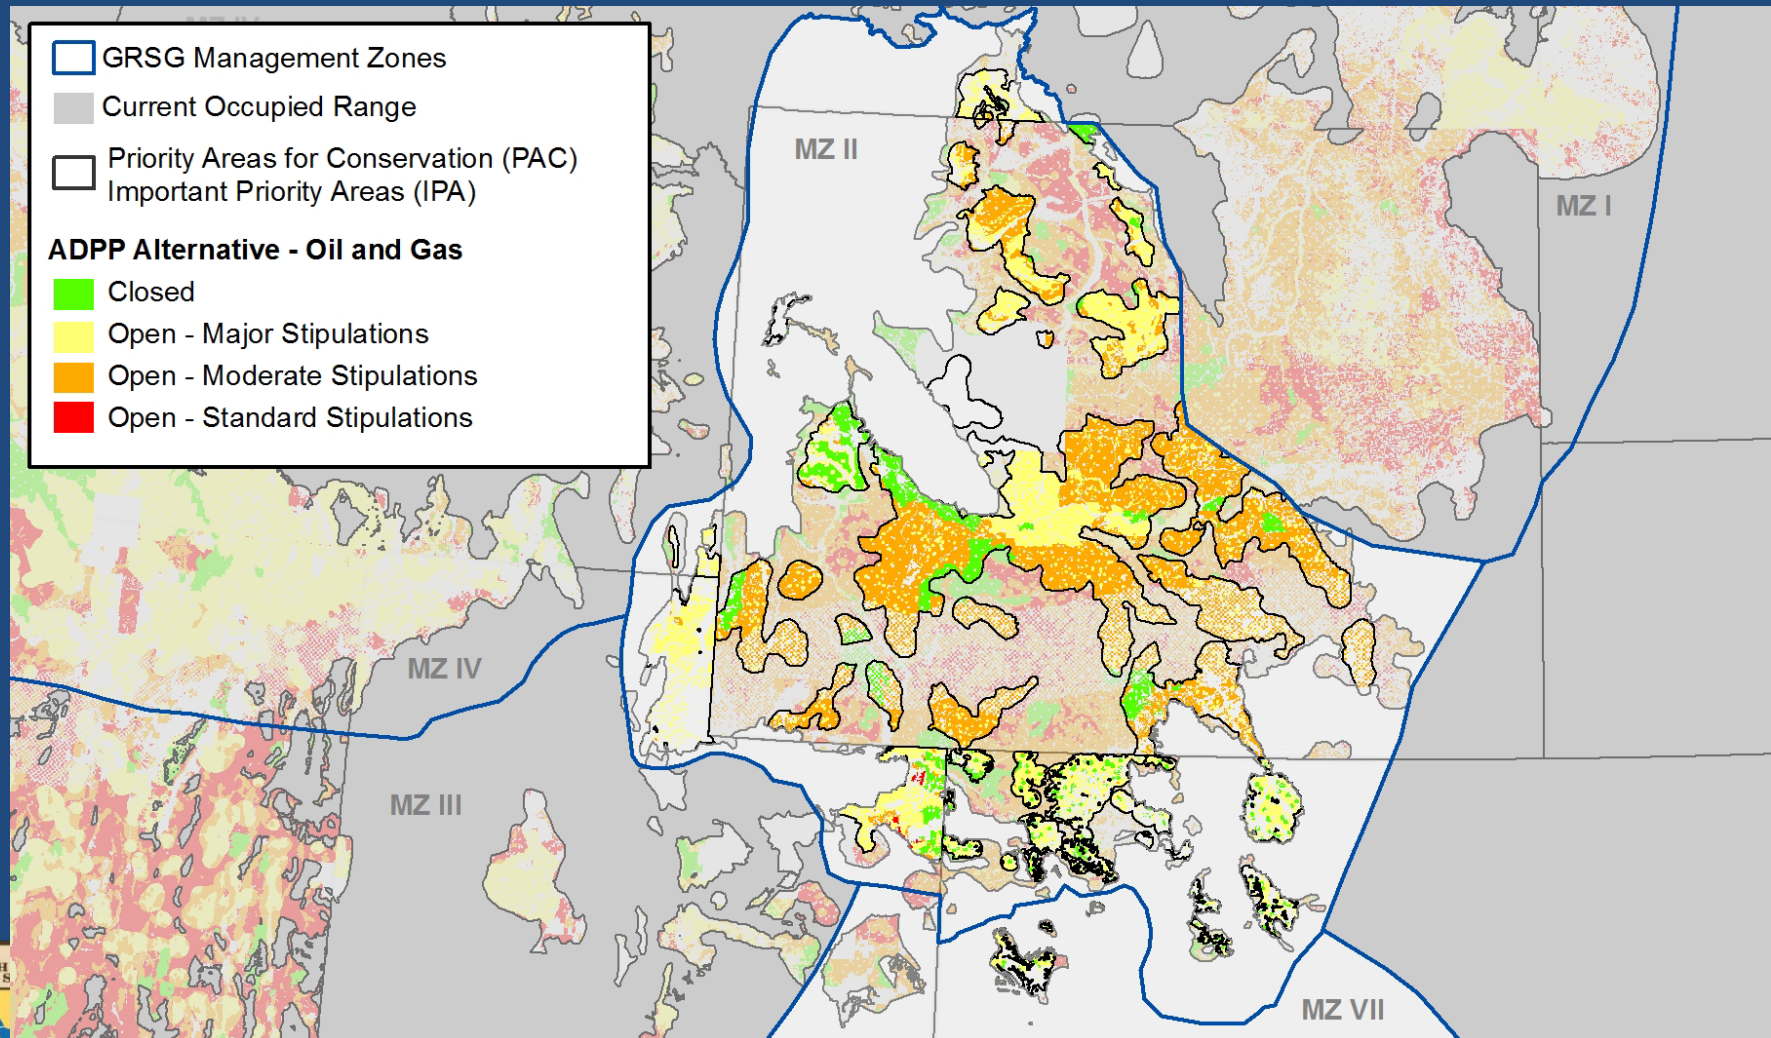 MZ IV
GRSG Management Zones
Current Occupied Range
Priority Areas for Conservation (PAC)
Important Priority Areas (IPA)
ADPP Alternative - Oil and Gas
Closed
Open - Major Stipulations
Open - Moderate Stipulations
Open - Standard Stipulations
MZ II
MZ I
MZ IV
MZ III
MZ VII
H
S